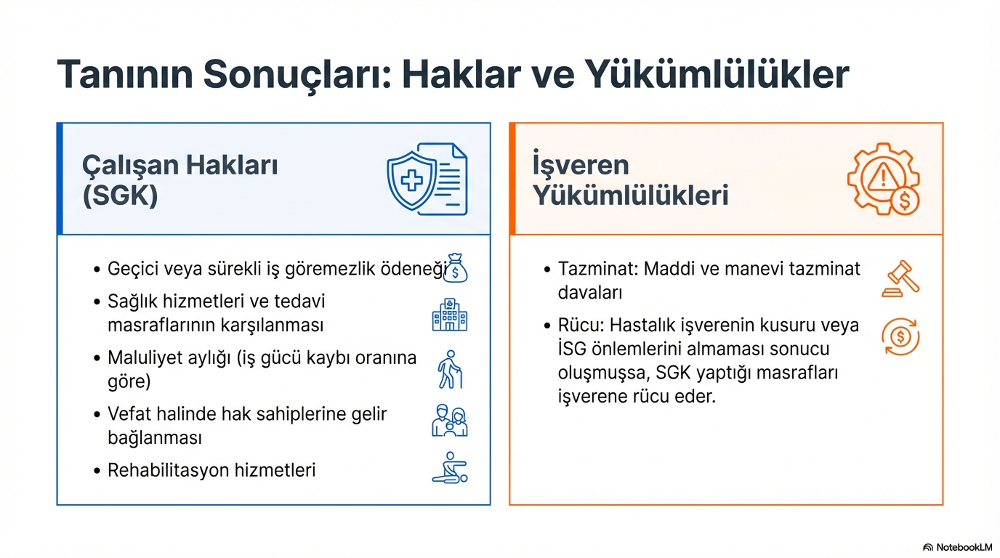 Tanının Sonuçları: Haklar ve Yükümlülükler
Çalışan Hakları
(SGK)
• Geçici veya sürekli iş göremezlik ödeneği
• Sağlık hizmetleri ve tedavi
masraflarının karşılanması
• Maluliyet aylığı (iş gücü kaybı oranına
göre)
• Vefat halinde hak sahiplerine gelir
bağlanması
• Rehabilitasyon hizmetleri
İşveren
Yükümlülükleri
• Tazminat: Maddi ve manevi tazminat
davaları
• Rücu: Hastalık işverenin kusuru veya
İSG önlemlerini almaması sonucu
oluşmuşsa, SGK yaptığı masrafları
işverene rücu eder.
NotebookLM